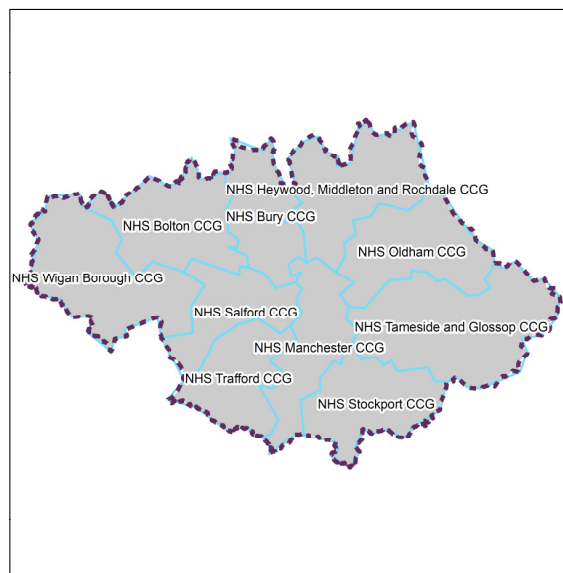 NHS Heywood, Middleton and Rochdale CCG
NHS Bury CCG
NHS Bolton CCG
NHS Oldham CCG
NHS Wigan Borough CCG
NHS Salford CCG
NHS Tameside and Glossop CCG
NHS Manchester CCG
NHS Trafford CCG
NHS Stockport CCG